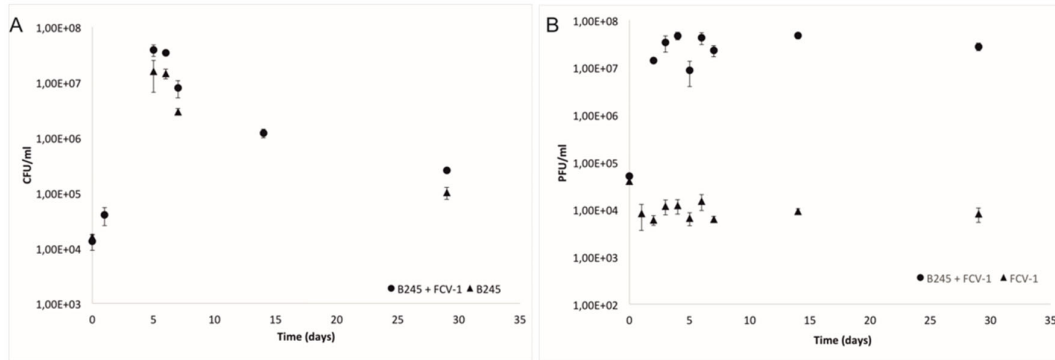 A
1,00E+08
1,00E+07
1,00E+06
1,00E+05
1,00E+04
1,00E+03
CFU/ml
0 5 10 15 20 25 30 35
Time (days)
B245 + FCV-1 B245
B
1,00E+08
1,00E+07
1,00E+06
1,00E+05
1,00E+04
1,00E+03
1,00E+02
PFU/ml
0 5 10 15 20 25 30 35
Time (days)
B245 + FCV-1 FCV-1